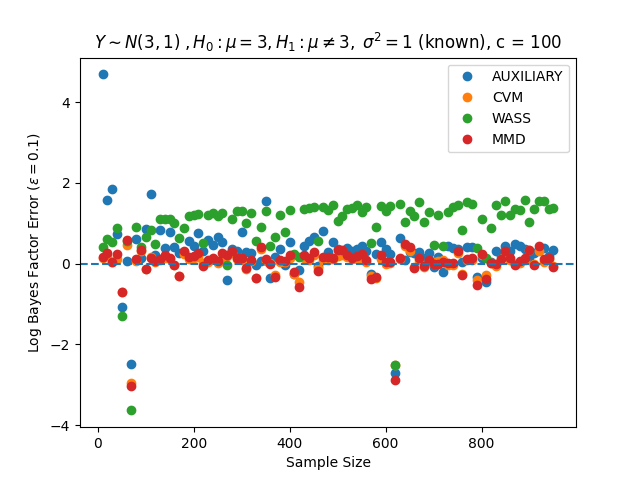 Y ~ N(3, 1) , H₀ : μ = 3, H₁ : μ ≠ 3, σ² = 1 (known), c = 100
AUXILIARY
CVM
WASS
MMD
Log Bayes Factor Error (ε = 0.1)
4
2
0
−2
−4
0
200
400
600
800
Sample Size